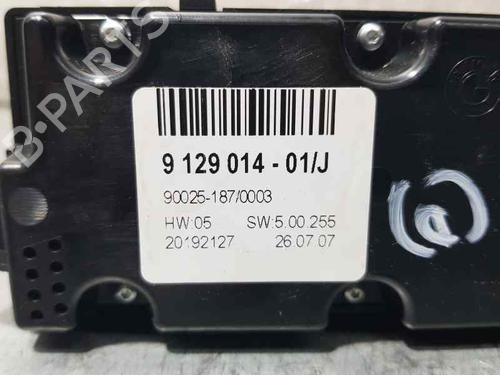 9 129 014 - 01/J
90025-187/0003
HW:05 SW:5.00.255
20192127 26.07.07
B-PARTS
(a)